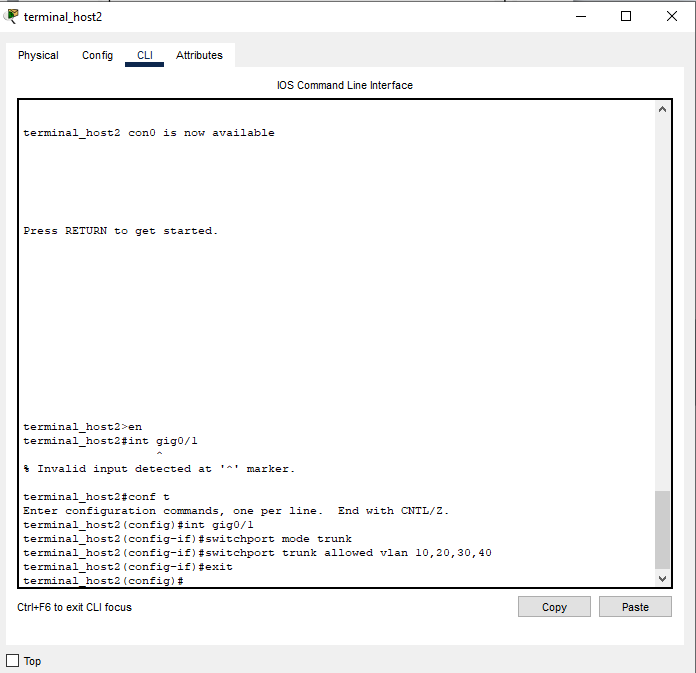 terminal_host2
Physical Config CLI Attributes
IOS Command Line Interface
terminal_host2 con0 is now available
Press RETURN to get started.
terminal_host2>en
terminal_host2#int gig0/1
^
% Invalid input detected at '^' marker.
terminal_host2#conf t
Enter configuration commands, one per line.  End with CNTL/Z.
terminal_host2(config)#int gig0/1
terminal_host2(config-if)#switchport mode trunk
terminal_host2(config-if)#switchport trunk allowed vlan 10,20,30,40
terminal_host2(config-if)#exit
terminal_host2(config)#
Ctrl+F6 to exit CLI focus
Copy Paste
Top